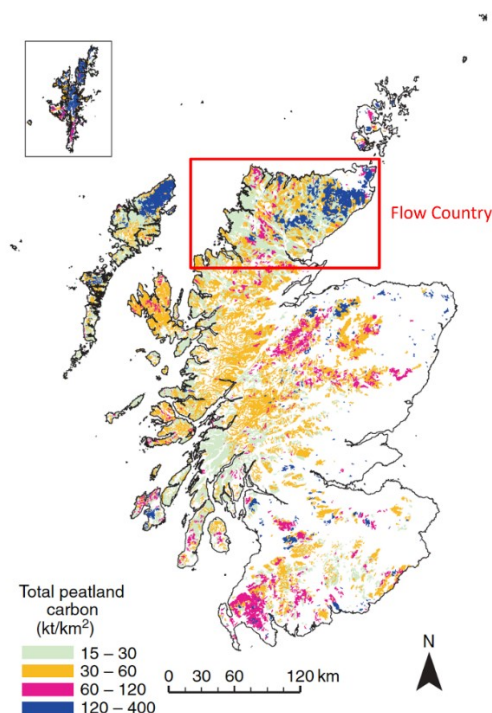 Flow Country
Total peatland
carbon
(kt/km²)
15 – 30
30 – 60
60 – 120
120 – 400
0 30 60 120 km
N